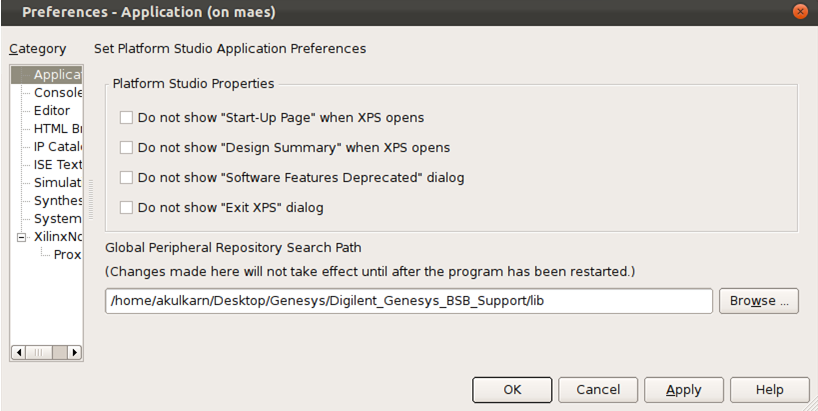 Preferences - Application (on maes)
Category
Set Platform Studio Application Preferences
Applicat
Console
Editor
HTML Br
IP Catal
ISE Text
Simulat
Synthes
System
XilinxNo
Prox
Platform Studio Properties
Do not show "Start-Up Page" when XPS opens
Do not show "Design Summary" when XPS opens
Do not show "Software Features Deprecated" dialog
Do not show "Exit XPS" dialog
Global Peripheral Repository Search Path
(Changes made here will not take effect until after the program has been restarted.)
/home/akulkarn/Desktop/Genesys/Digilent_Genesys_BSB_Support/lib
Browse ...
OK
Cancel
Apply
Help